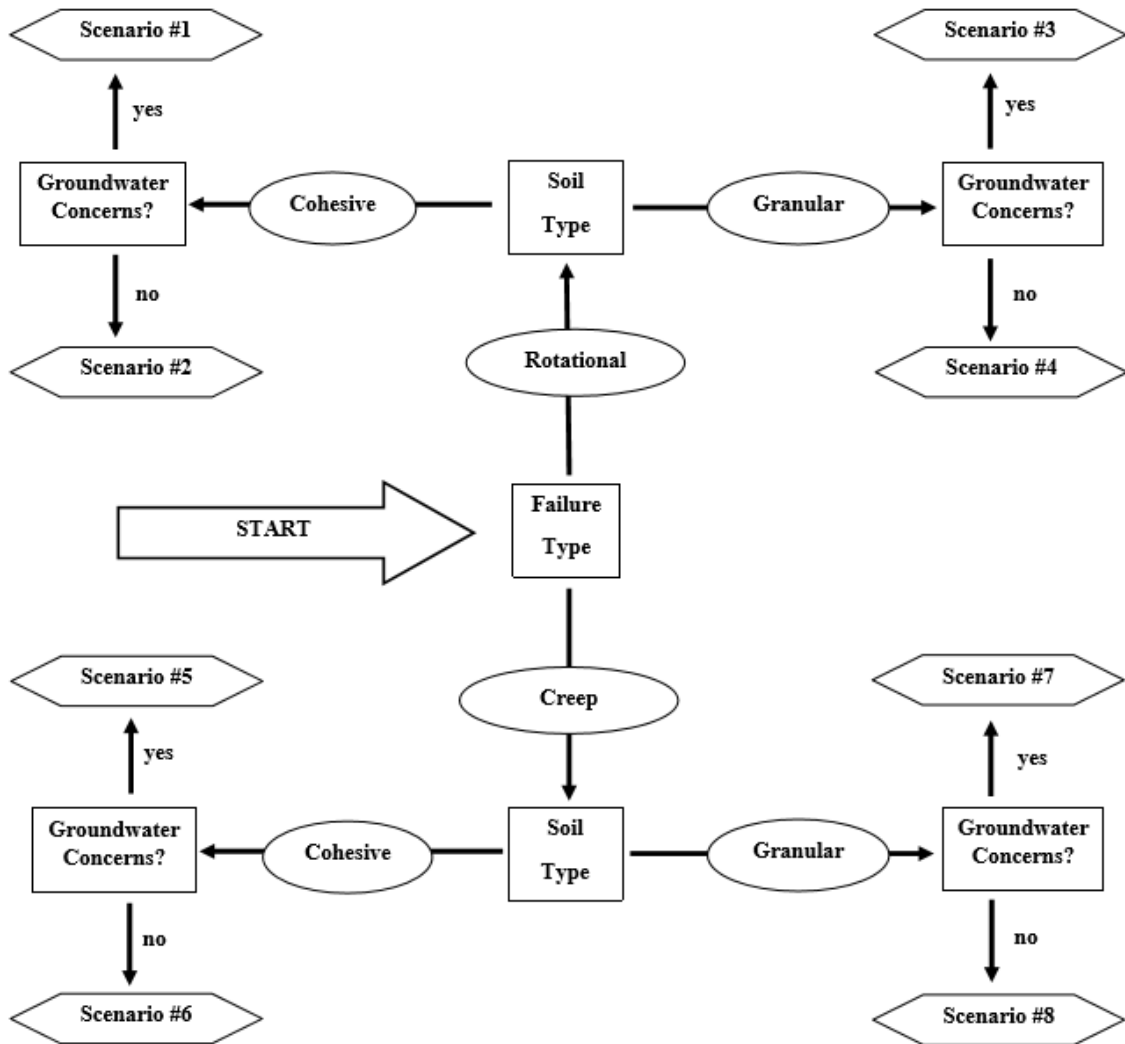 Scenario #1
Scenario #3
yes
yes
Groundwater
Concerns?
Cohesive
Soil
Type
Granular
Groundwater
Concerns?
no
no
Scenario #2
Rotational
Scenario #4
START
Failure
Type
Scenario #5
Creep
Scenario #7
yes
yes
Groundwater
Concerns?
Cohesive
Soil
Type
Granular
Groundwater
Concerns?
no
no
Scenario #6
Scenario #8